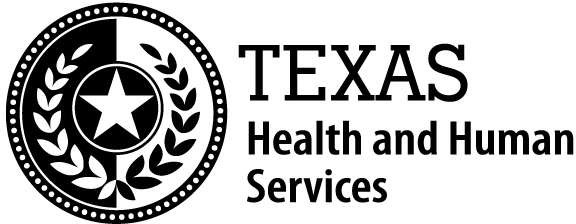 TEXAS
Health and Human
Services